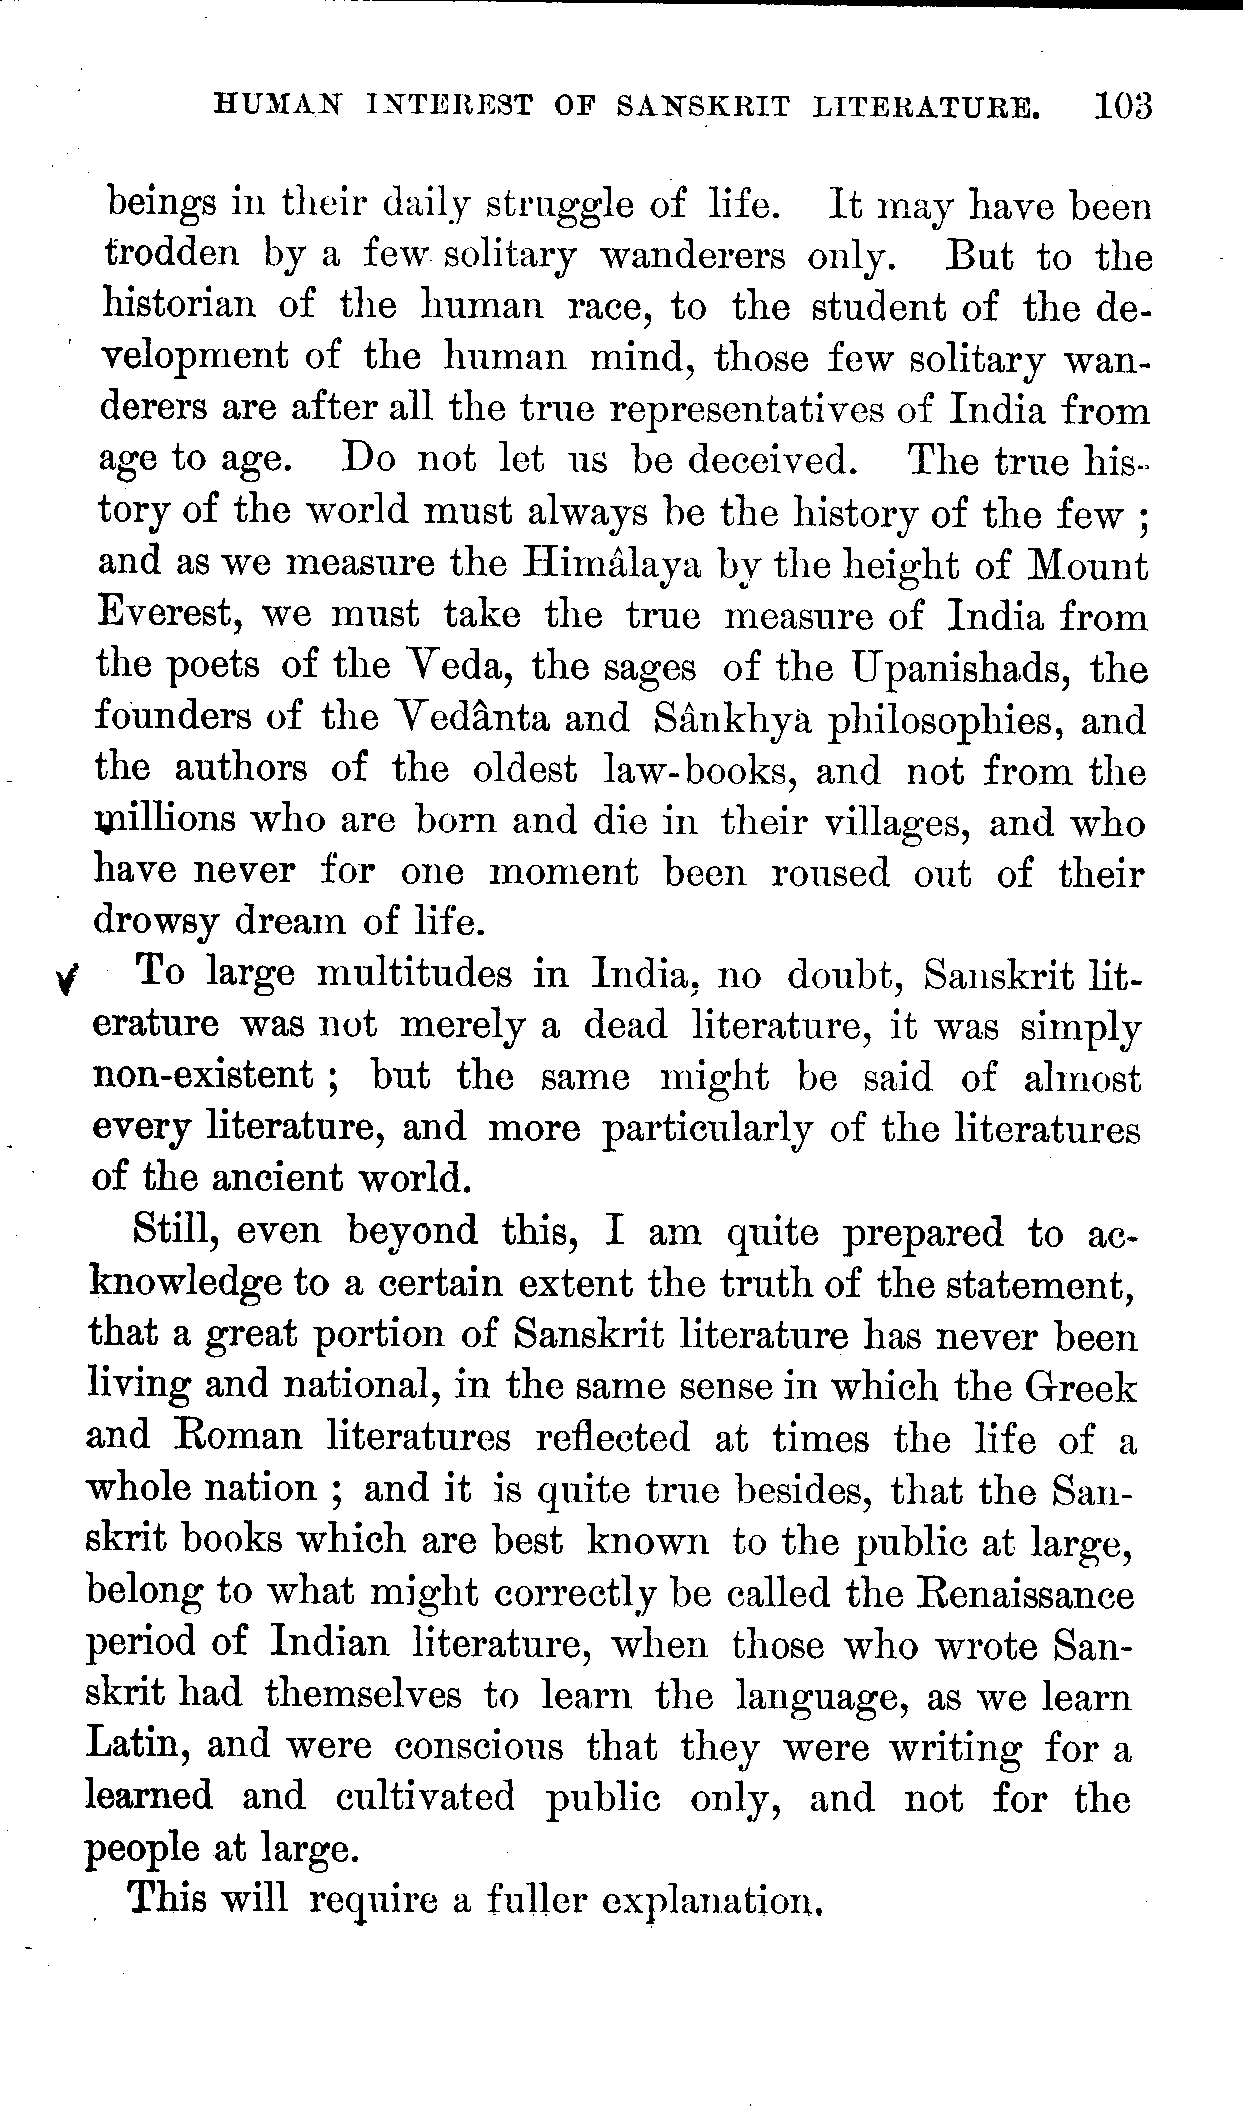 HUMAN INTEREST OF SANSKRIT LITERATURE. 103
beings in their daily struggle of life. It may have been
trodden by a few solitary wanderers only. But to the
historian of the human race, to the student of the de-
velopment of the human mind, those few solitary wan-
derers are after all the true representatives of India from
age to age. Do not let us be deceived. The true his-
tory of the world must always be the history of the few ;
and as we measure the Himâlaya by the height of Mount
Everest, we must take the true measure of India from
the poets of the Veda, the sages of the Upanishads, the
founders of the Vedânta and Sânkhya philosophies, and
the authors of the oldest law-books, and not from the
millions who are born and die in their villages, and who
have never for one moment been roused out of their
drowsy dream of life.
To large multitudes in India, no doubt, Sanskrit lit-
erature was not merely a dead literature, it was simply
non-existent ; but the same might be said of almost
every literature, and more particularly of the literatures
of the ancient world.
Still, even beyond this, I am quite prepared to ac-
knowledge to a certain extent the truth of the statement,
that a great portion of Sanskrit literature has never been
living and national, in the same sense in which the Greek
and Roman literatures reflected at times the life of a
whole nation ; and it is quite true besides, that the San-
skrit books which are best known to the public at large,
belong to what might correctly be called the Renaissance
period of Indian literature, when those who wrote San-
skrit had themselves to learn the language, as we learn
Latin, and were conscious that they were writing for a
learned and cultivated public only, and not for the
people at large.
This will require a fuller explanation.